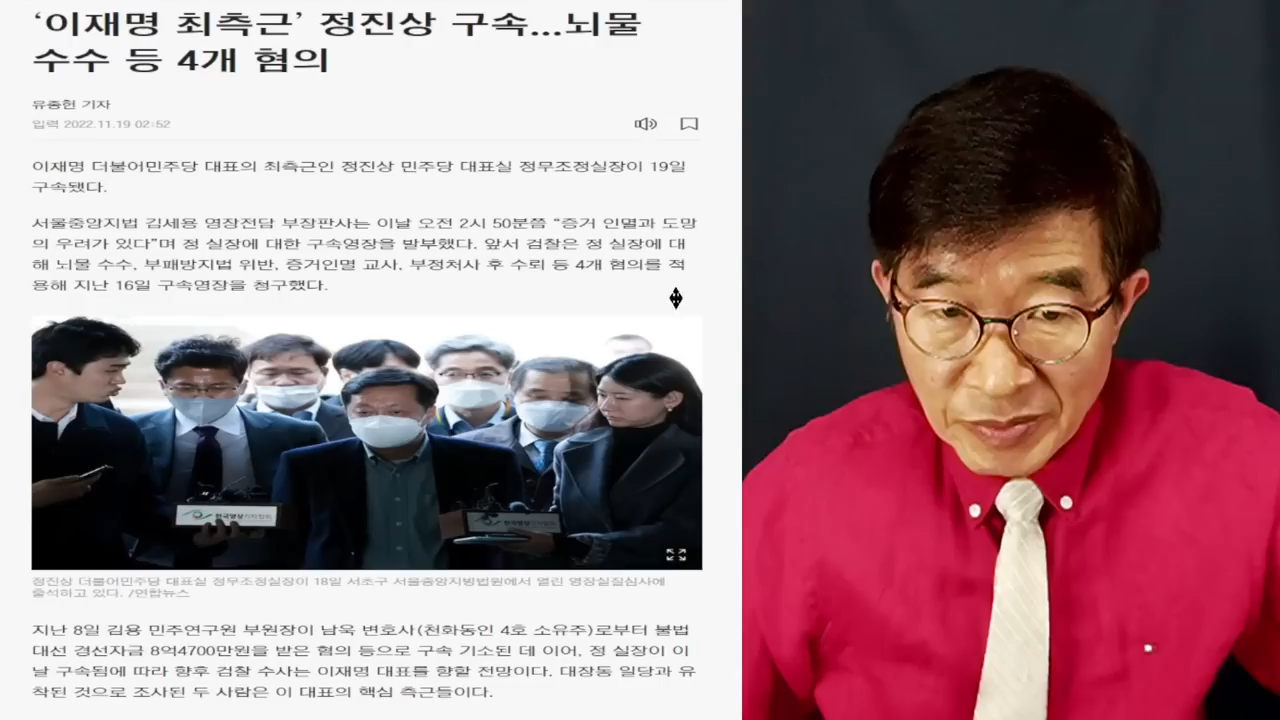 ‘이재명 최측근’ 정진상 구속...뇌물
수수 등 4개 혐의
유종헌 기자
입력 2022.11.19 02:52
이재명 더불어민주당 대표의 최측근인 정진상 민주당 대표실 정무조정실장이 19일
구속됐다.
서울중앙지법 김세용 영장전담 부장판사는 이날 오전 2시 50분쯤 “증거 인멸과 도망
의 우려가 있다”며 정 실장에 대한 구속영장을 발부했다. 앞서 검찰은 정 실장에 대
해 뇌물 수수, 부패방지법 위반, 증거인멸 교사, 부정처사 후 수뢰 등 4개 혐의를 적
용해 지난 16일 구속영장을 청구했다.
한국영상기자협회
한국영상기자협회
정진상 더불어민주당 대표실 정무조정실장이 18일 서초구 서울중앙지방법원에서 열린 영장실질심사에
출석하고 있다. /연합뉴스
지난 8일 김용 민주연구원 부원장이 남욱 변호사(천화동인 4호 소유주)로부터 불법
대선 경선자금 8억4700만원을 받은 혐의 등으로 구속 기소된 데 이어, 정 실장이 이
날 구속됨에 따라 향후 검찰 수사는 이재명 대표를 향할 전망이다. 대장동 일당과 유
착된 것으로 조사된 두 사람은 이 대표의 핵심 측근들이다.